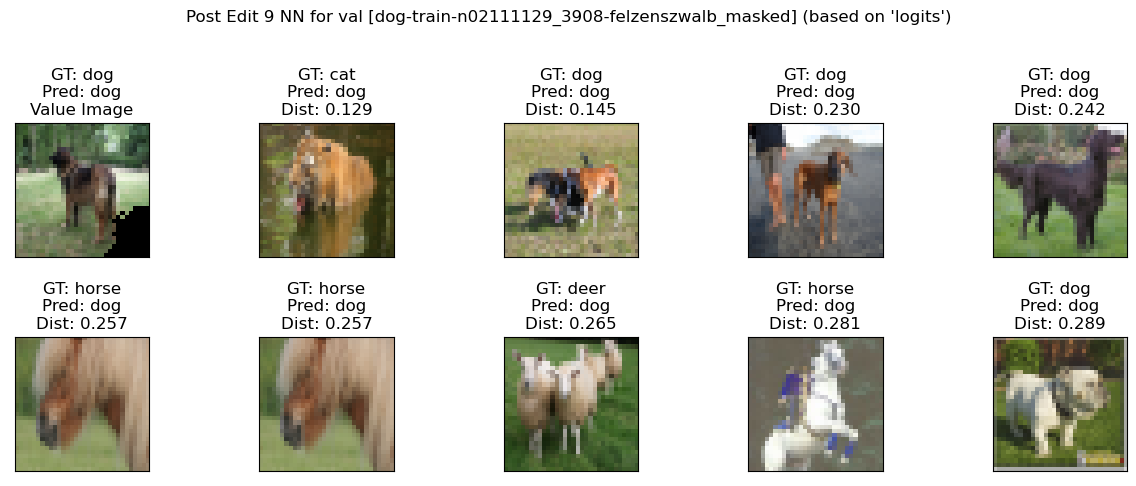 Post Edit 9 NN for val [dog-train-n02111129_3908-felzenszwalb_masked] (based on 'logits')
GT: dog
Pred: dog
Value Image
GT: cat
Pred: dog
Dist: 0.129
GT: dog
Pred: dog
Dist: 0.145
GT: dog
Pred: dog
Dist: 0.230
GT: dog
Pred: dog
Dist: 0.242
GT: horse
Pred: dog
Dist: 0.257
GT: horse
Pred: dog
Dist: 0.257
GT: deer
Pred: dog
Dist: 0.265
GT: horse
Pred: dog
Dist: 0.281
GT: dog
Pred: dog
Dist: 0.289